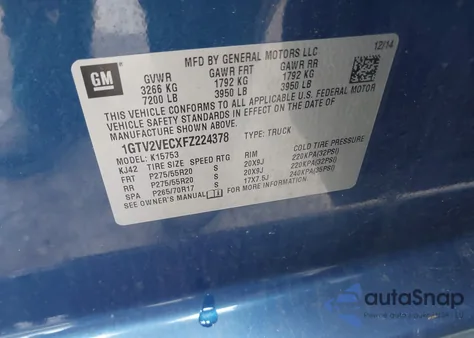 MFD BY GENERAL MOTORS LLC 12/14
GM GVWR GAWR FRT GAWR RR
3266 KG 1792 KG 1792 KG
7200 LB 3950 LB 3950 LB
THIS VEHICLE CONFORMS TO ALL APPLICABLE U.S. FEDERAL MOTOR
VEHICLE SAFETY STANDARDS IN EFFECT ON THE DATE OF
MANUFACTURE SHOWN ABOVE.
1GTV2VECXFZ224378 TYPE: TRUCK
MODEL: K15753
KJ42 TIRE SIZE SPEED RTG RIM COLD TIRE PRESSURE
FRT P275/55R20 S 20X9J 220KPA(32PSI)
RR P275/55R20 S 20X9J 220KPA(32PSI)
SPA P265/70R17 S 17X7.5J 240KPA(35PSI)
SEE OWNER'S MANUAL
autoSnap